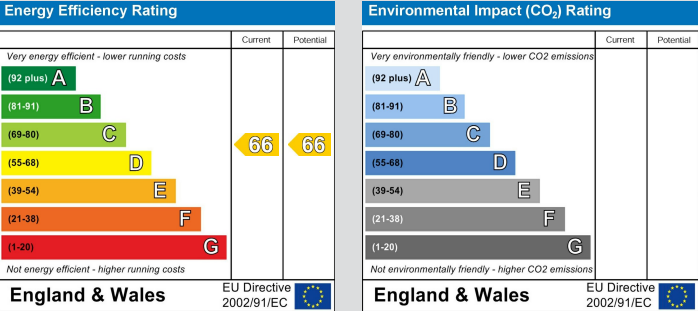 Energy Efficiency Rating
Current Potential
Very energy efficient - lower running costs
(92 plus) A
(81-91) B
(69-80) C
(55-68) D
(39-54) E
(21-38) F
(1-20) G
66 66
Not energy efficient - higher running costs
England & Wales
EU Directive
2002/91/EC
Environmental Impact (CO₂) Rating
Current Potential
Very environmentally friendly - lower CO2 emissions
(92 plus) A
(81-91) B
(69-80) C
(55-68) D
(39-54) E
(21-38) F
(1-20) G
Not environmentally friendly - higher CO2 emissions
England & Wales
EU Directive
2002/91/EC